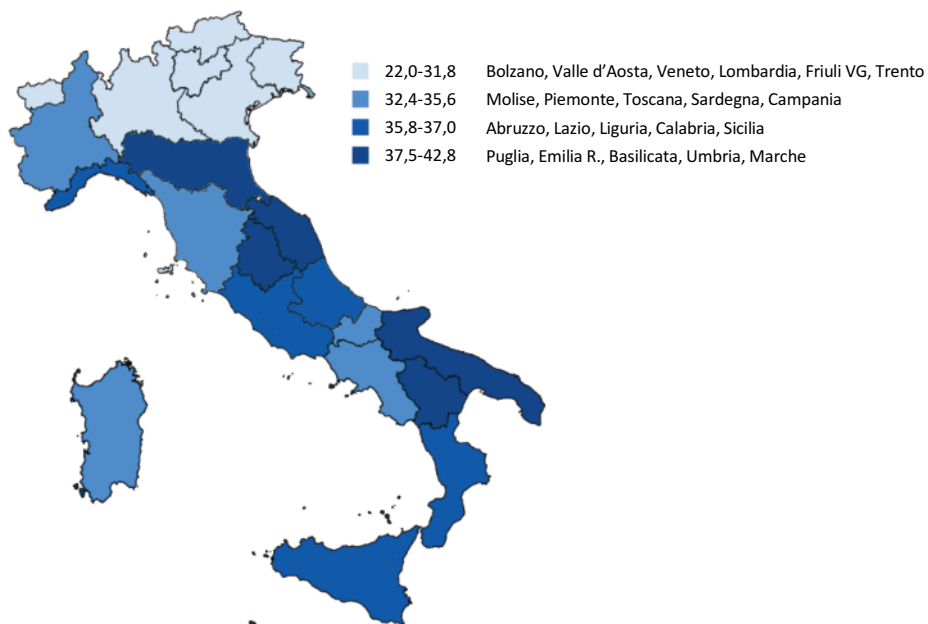 22,0-31,8 Bolzano, Valle d’Aosta, Veneto, Lombardia, Friuli VG, Trento
32,4-35,6 Molise, Piemonte, Toscana, Sardegna, Campania
35,8-37,0 Abruzzo, Lazio, Liguria, Calabria, Sicilia
37,5-42,8 Puglia, Emilia R., Basilicata, Umbria, Marche